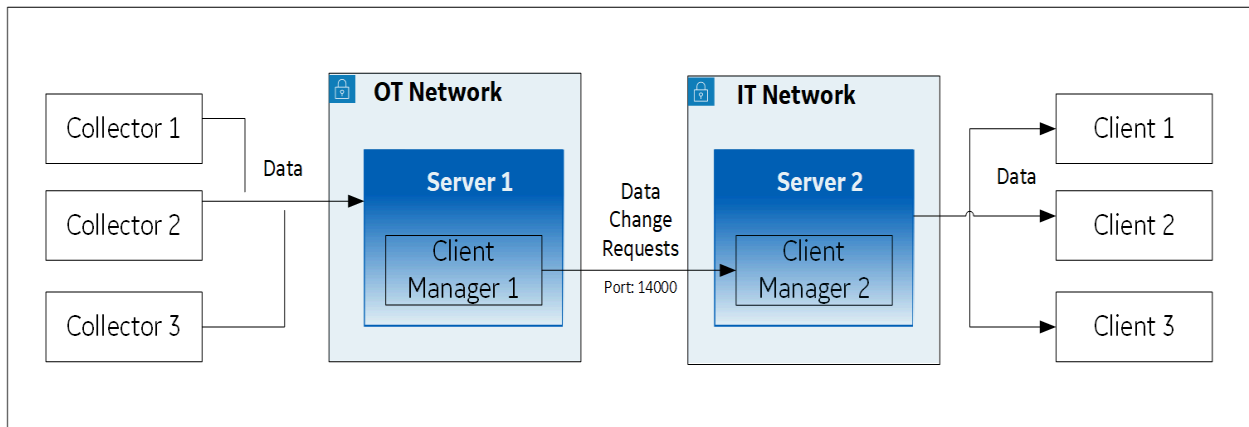 Collector 1
Collector 2
Collector 3
Data
OT Network
Server 1
Client
Manager 1
Data
Change
Requests
Port: 14000
IT Network
Server 2
Client
Manager 2
Data
Client 1
Client 2
Client 3